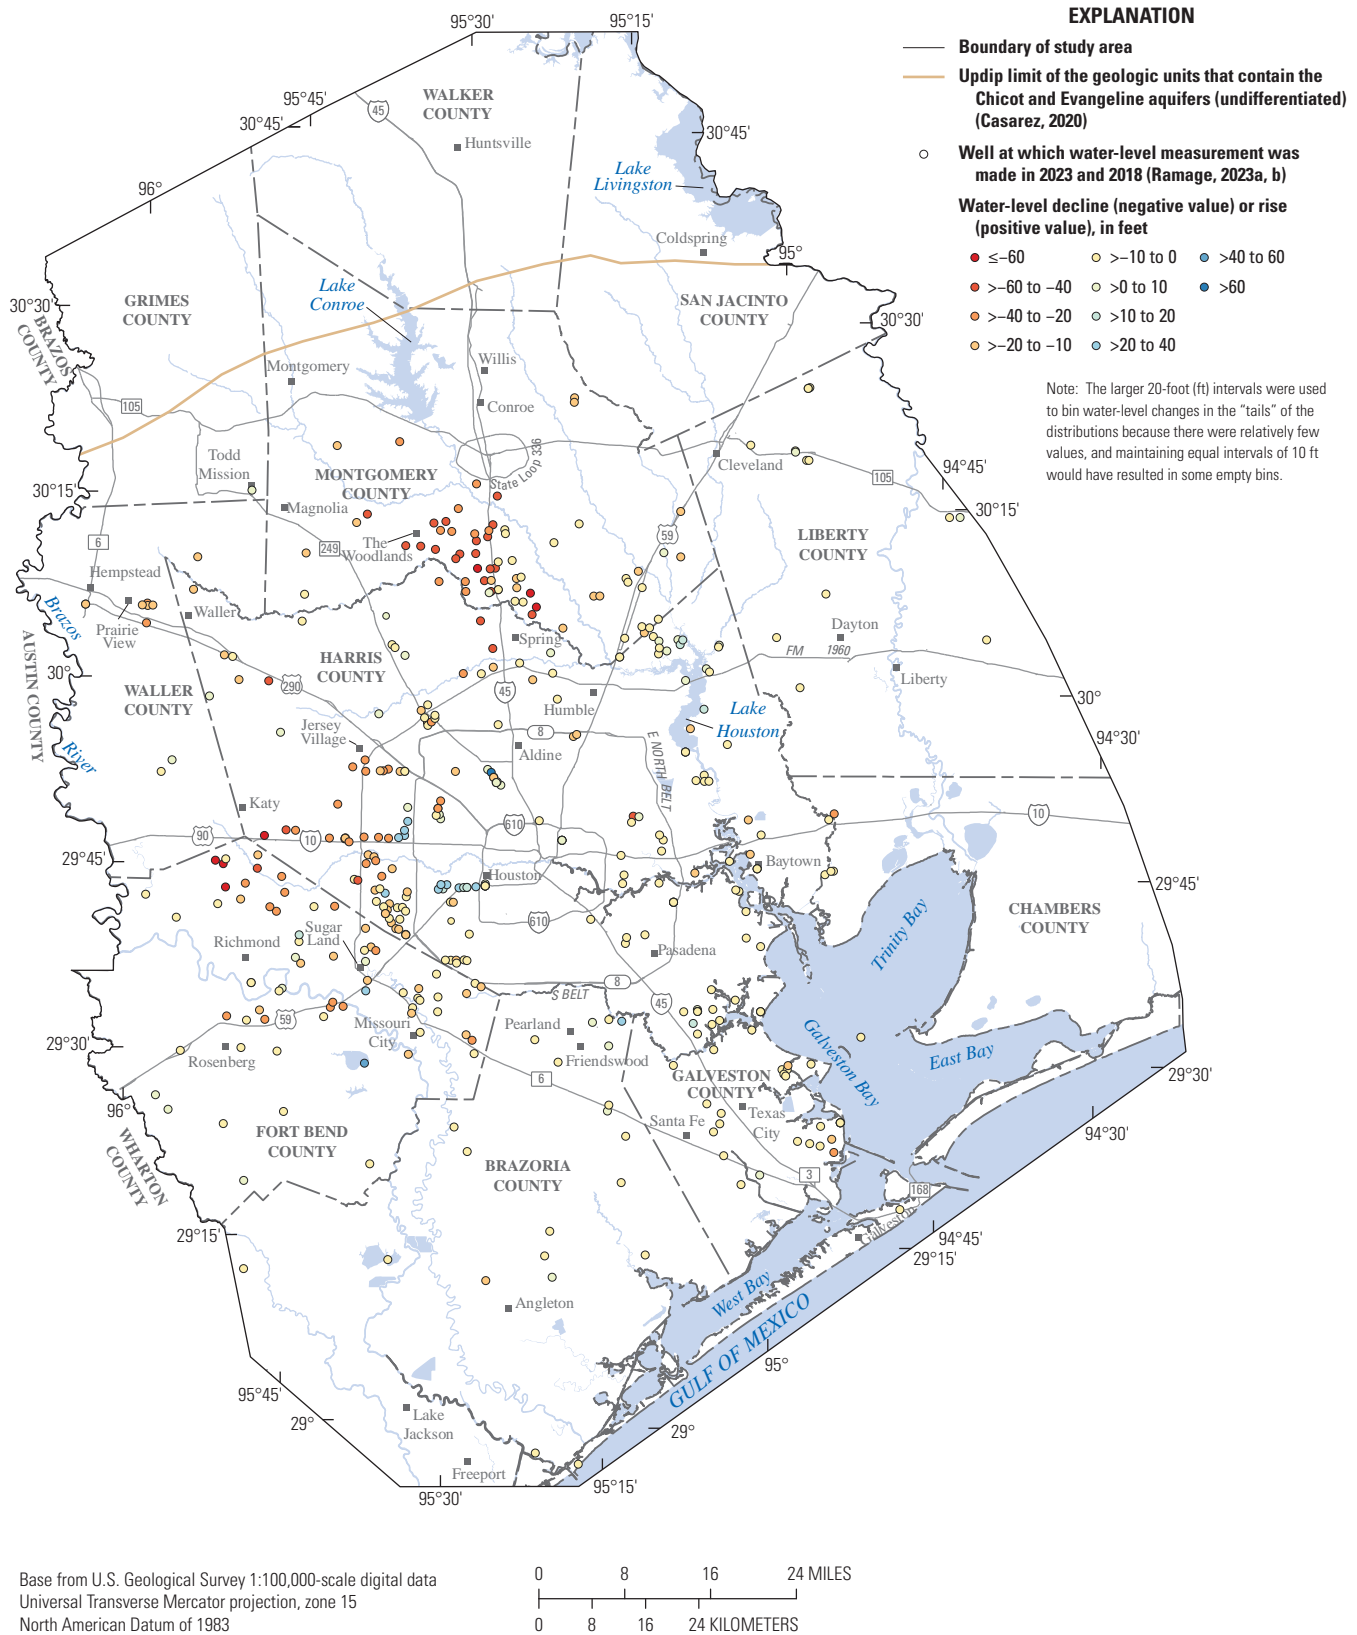 95°30'
95°15'
EXPLANATION
Boundary of study area
Updip limit of the geologic units that contain the
Chicot and Evangeline aquifers (undifferentiated)
(Casarez, 2020)
Well at which water-level measurement was
made in 2023 and 2018 (Ramage, 2023a, b)
Water-level decline (negative value) or rise
(positive value), in feet
≤−60
>−10 to 0
>40 to 60
>−60 to −40
>0 to 10
>60
>−40 to −20
>10 to 20
>−20 to −10
>20 to 40
Note: The larger 20-foot (ft) intervals were used
to bin water-level changes in the “tails” of the
distributions because there were relatively few
values, and maintaining equal intervals of 10 ft
would have resulted in some empty bins.
95°45'
30°45'
45
WALKER
COUNTY
Huntsville
30°45'
Lake
Livingston
96°
Coldspring
95°
30°30'
GRIMES
COUNTY
Lake
Conroe
SAN JACINTO
COUNTY
30°30'
BRAZOS
COUNTY
Montgomery
Willis
105
Conroe
Todd
Mission
MONTGOMERY
COUNTY
State Loop 336
Cleveland
105
94°45'
30°15'
Magnolia
30°15'
6
249
The
Woodlands
59
LIBERTY
COUNTY
Hempstead
Brazos
Prairie
View
Waller
Spring
Dayton
AUSTIN COUNTY
30°
HARRIS
COUNTY
FM 1960
Liberty
WALLER
COUNTY
290
45
Humble
30°
Jersey
Village
8
Aldine
Lake
Houston
94°30'
River
E NORTH BELT
Katy
90
10
610
10
29°45'
Houston
Baytown
29°45'
610
Trinity Bay
CHAMBERS
COUNTY
Richmond
Sugar
Land
Pasadena
8
S BELT
45
59
Missouri
City
Pearland
Galveston Bay
29°30'
Rosenberg
Friendswood
East Bay
6
GALVESTON
COUNTY
29°30'
96°
Santa Fe
Texas
City
94°30'
WHARTON
COUNTY
FORT BEND
COUNTY
BRAZORIA
COUNTY
3
168
29°15'
Galveston
94°45'
29°15'
West Bay
Angleton
GULF OF MEXICO
95°
95°45'
29°
Lake
Jackson
29°
Freeport
95°30'
95°15'
Base from U.S. Geological Survey 1:100,000-scale digital data
Universal Transverse Mercator projection, zone 15
North American Datum of 1983
0 8 16 24 MILES
0 8 16 24 KILOMETERS